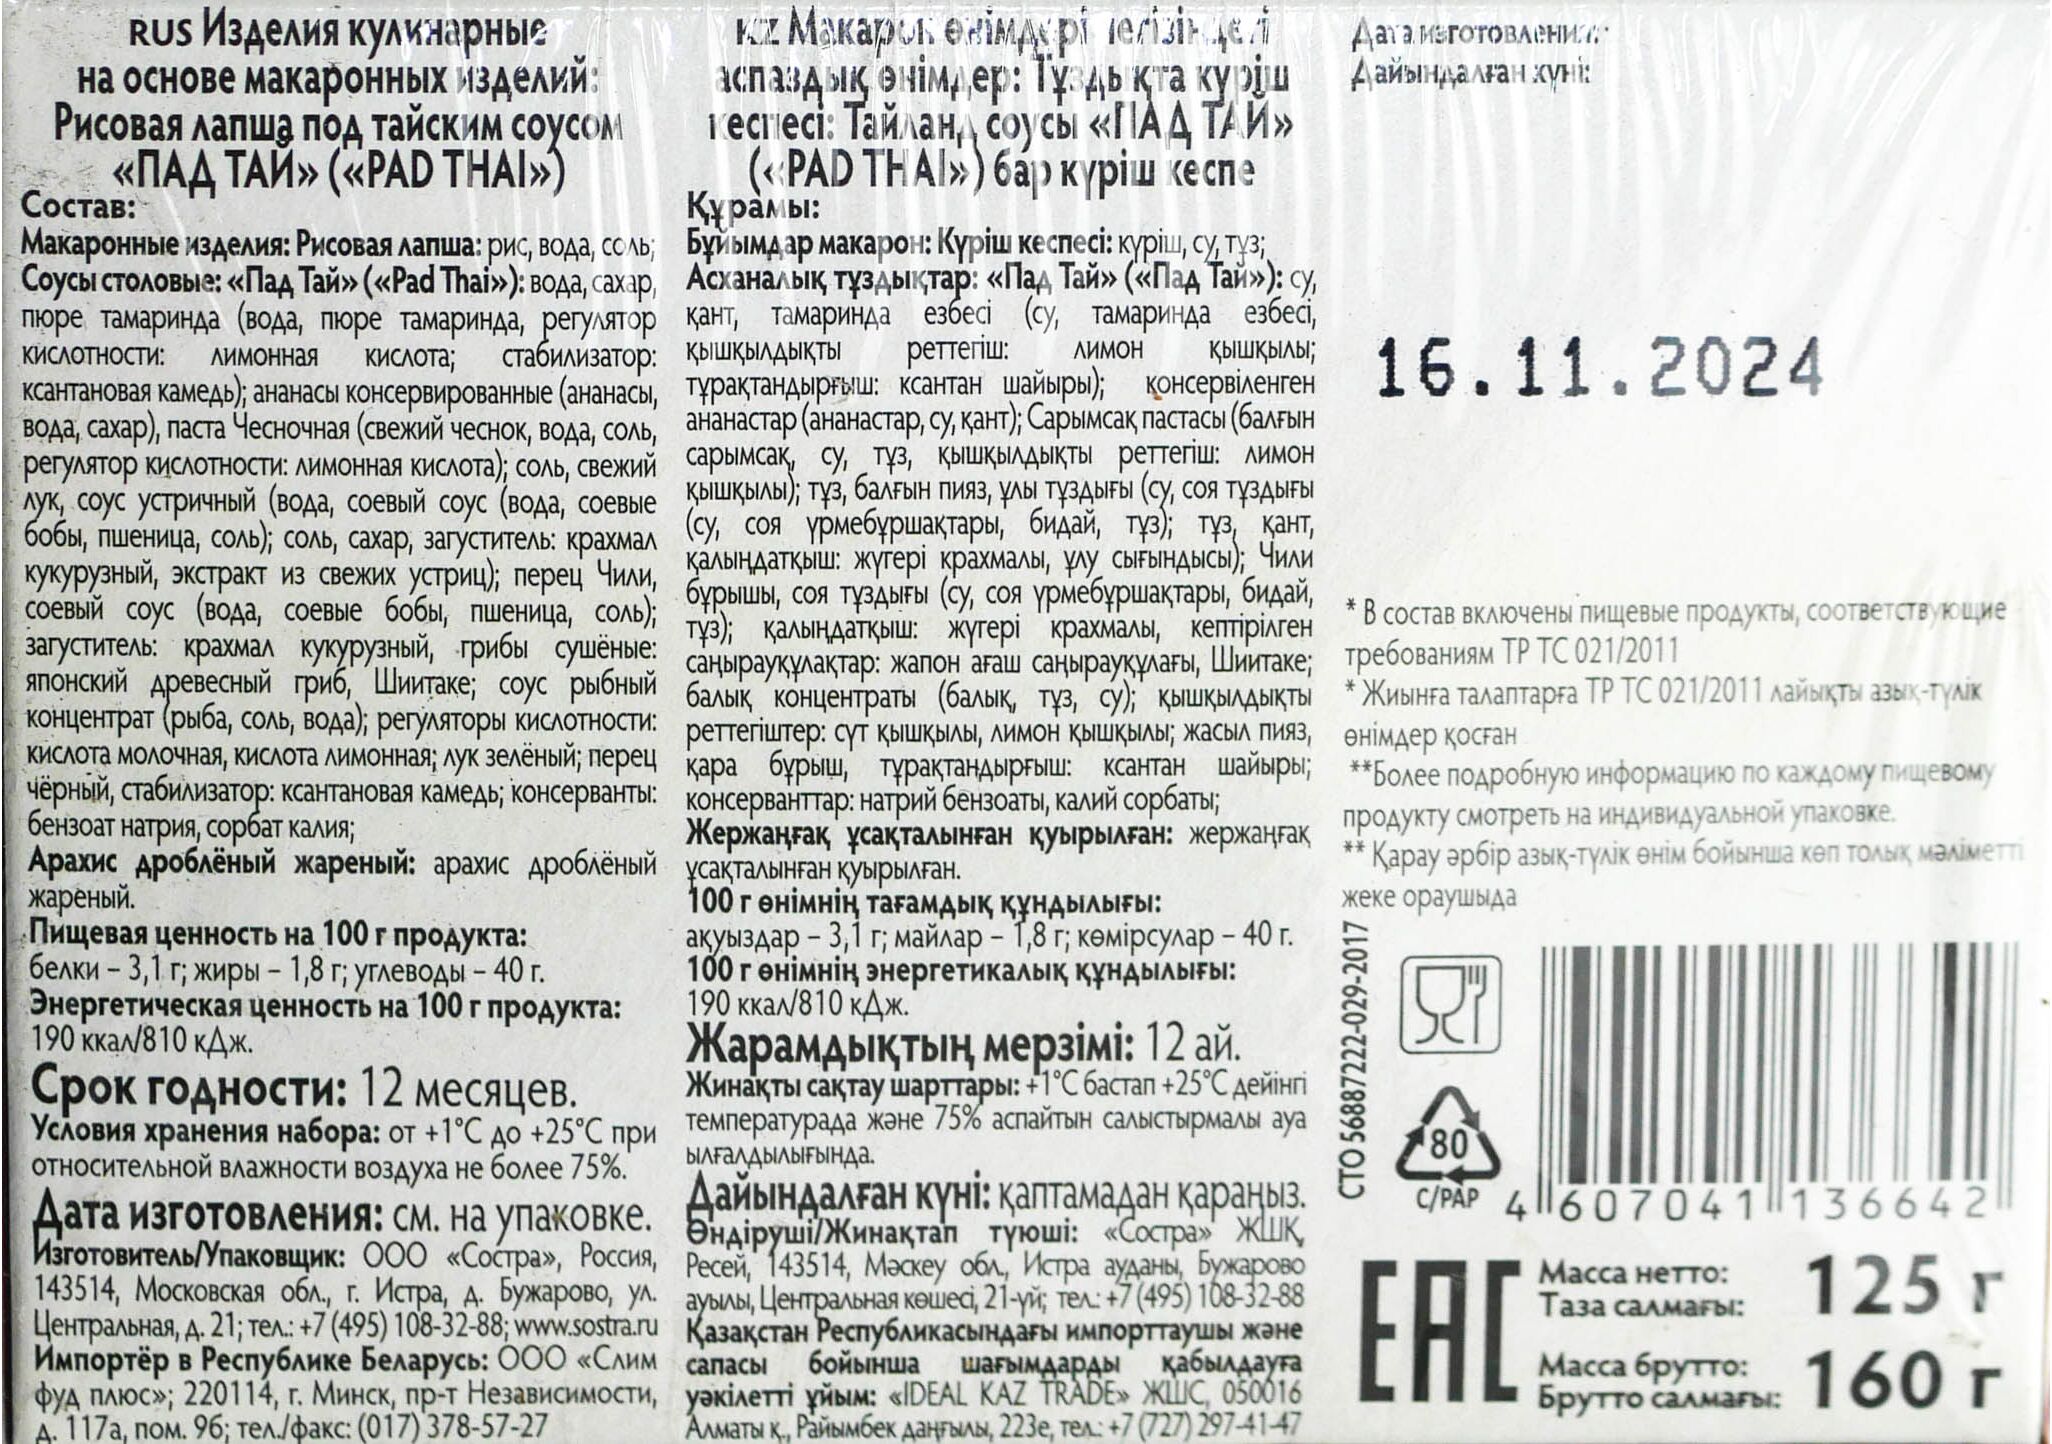 RUS Изделия кулинарные
на основе макаронных изделий:
Рисовая лапша под тайским соусом
«ПАД ТАЙ» («PAD THAI»)
Состав:
Макаронные изделия: Рисовая лапша: рис, вода, соль;
Соусы столовые: «Пад Тай» («Pad Thai»): вода, сахар,
пюре тамаринда (вода, пюре тамаринда, регулятор
кислотности: лимонная кислота; стабилизатор:
ксантановая камедь); ананасы консервированные (ананасы,
вода, сахар), паста Чесночная (свежий чеснок, вода, соль,
регулятор кислотности: лимонная кислота); соль, свежий
лук, соус устричный (вода, соевый соус (вода, соевые
бобы, пшеница, соль); соль, сахар, загуститель: крахмал
кукурузный, экстракт из свежих устриц); перец Чили,
соевый соус (вода, соевые бобы, пшеница, соль);
загуститель: крахмал кукурузный, грибы сушёные:
японский древесный гриб, Шиитаке; соус рыбный
концентрат (рыба, соль, вода); регуляторы кислотности:
кислота молочная, кислота лимонная; лук зелёный; перец
чёрный, стабилизатор: ксантановая камедь; консерванты:
бензоат натрия, сорбат калия;
Арахис дроблёный жареный: арахис дроблёный
жареный.
Пищевая ценность на 100 г продукта:
белки – 3,1 г; жиры – 1,8 г; углеводы – 40 г.
Энергетическая ценность на 100 г продукта:
190 ккал/810 кДж.
Срок годности: 12 месяцев.
Условия хранения набора: от +1°С до +25°С при
относительной влажности воздуха не более 75%.
Дата изготовления: см. на упаковке.
Изготовитель/Упаковщик: ООО «Состра», Россия,
143514, Московская обл., г. Истра, д. Бужарово, ул.
Центральная, д. 21; тел.: +7 (495) 108-32-88; www.sostra.ru
Импортёр в Республике Беларусь: ООО «Слим
фуд плюс»; 220114, г. Минск, пр-т Независимости,
д. 117а, пом. 9б; тел./факс: (017) 378-57-27
KZ Макарон өнімдері негізіндегі
аспаздық өнімдер: Тұздықта күріш
кеспесі: Тайланд соусы «ПАД ТАЙ»
(«PAD THAI») бар күріш кеспе
Құрамы:
Бұйымдар макарон: Күріш кеспесі: күріш, су, тұз;
Асханалық тұздықтар: «Пад Тай» («Пад Тай»): су,
қант, тамаринда езбесі (су, тамаринда езбесі,
қышқылдықты реттегіш: лимон қышқылы;
тұрақтандырғыш: ксантан шайыры); қонсервіленген
ананастар (ананастар, су, қант); Сарымсақ пастасы (балғын
сарымсақ, су, тұз, қышқылдықты реттегіш: лимон
қышқылы); тұз, балғын пияз, ұлы тұздығы (су, соя тұздығы
(су, соя үрмебұршақтары, бидай, тұз); тұз, қант,
қалыңдатқыш: жүгері крахмалы, ұлу сығындысы); Чили
бұрышы, соя тұздығы (су, соя үрмебұршақтары, бидай,
тұз); қалыңдатқыш: жүгері крахмалы, кептірілген
саңырауқұлақтар: жапон ағаш саңырауқұлағы, Шиитаке;
балық концентраты (балық, тұз, су); қышқылдықты
реттегіштер: сүт қышқылы, лимон қышқылы; жасыл пияз,
қара бұрыш, тұрақтандырғыш: ксантан шайыры;
консерванттар: натрий бензоаты, калий сорбаты;
Жержаңғақ ұсақталынған қуырылған: жержаңғақ
ұсақталынған қуырылған.
100 г өнімнің тағамдық құндылығы:
ақуыздар – 3,1 г; майлар – 1,8 г; көмірсулар – 40 г.
100 г өнімнің энергетикалық құндылығы:
190 ккал/810 кДж.
Жарамдықтың мерзімі: 12 ай.
Жинақты сақтау шарттары: +1°С бастап +25°С дейінгі
температурада және 75% аспайтын салыстырмалы ауа
ылғалдылығында.
Дайындалған күні: қаптамадан қараңыз.
Өндіруші/Жинақтап түюші: «Состра» ЖШҚ,
Ресей, 143514, Мәскеу обл., Истра ауданы, Бужарово
ауылы, Центральная көшесі, 21-үй; тел.: +7 (495) 108-32-88
Қазақстан Республикасындағы импорттаушы және
сапасы бойынша шағымдарды қабылдауға
уәкілетті ұйым: «IDEAL KAZ TRADE» ЖШС, 050016
Алматы қ., Райымбек даңғылы, 223е, тел.: +7 (727) 297-41-47
Дата изготовления:
Дайындалған күні:
16.11.2024
* В состав включены пищевые продукты, соответствующие
требованиям ТР ТС 021/2011
* Жиынға талаптарға ТР ТС 021/2011 лайықты азық-түлік
өнімдер қосған
**Более подробную информацию по каждому пищевому
продукту смотреть на индивидуальной упаковке.
** Қарау әрбір азық-түлік өнім бойынша көп толық мәліметті
жеке ораушыда
СТО 56887222-029-2017
80
C/PAP
4 607041 136642
EAC
Масса нетто:
Таза салмағы:
125 г
Масса брутто:
Брутто салмағы:
160 г